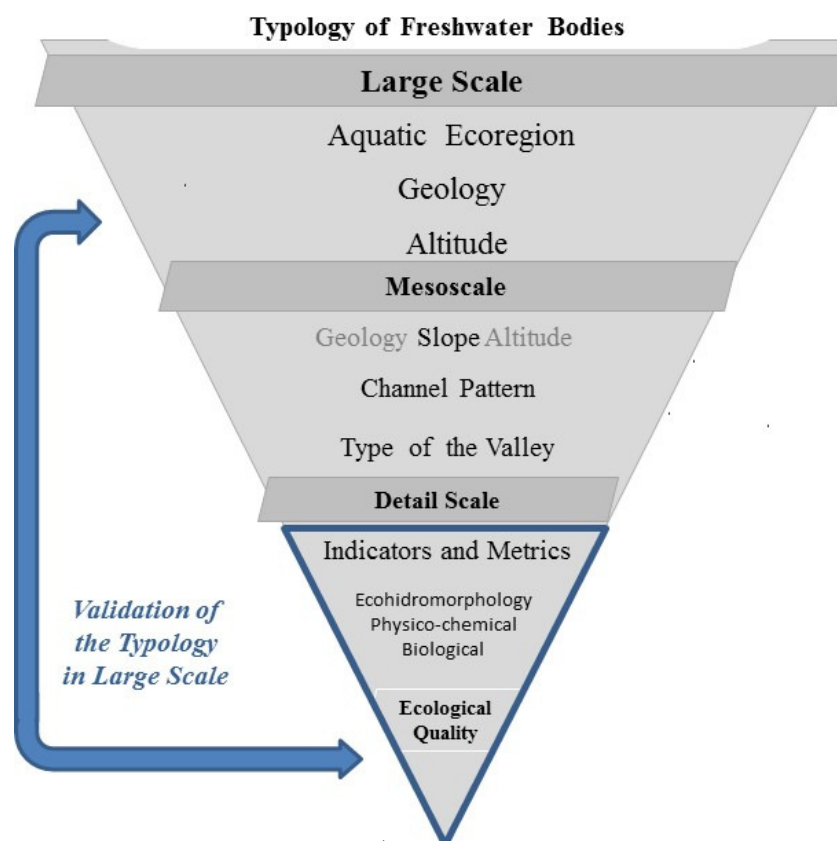 Typology of Freshwater Bodies
Large Scale
Aquatic Ecoregion
Geology
Altitude
Mesoscale
Geology Slope Altitude
Channel Pattern
Type of the Valley
Detail Scale
Indicators and Metrics
Ecohidromorphology
Physico-chemical
Biological
Ecological
Quality
Validation of
the Typology
in Large Scale